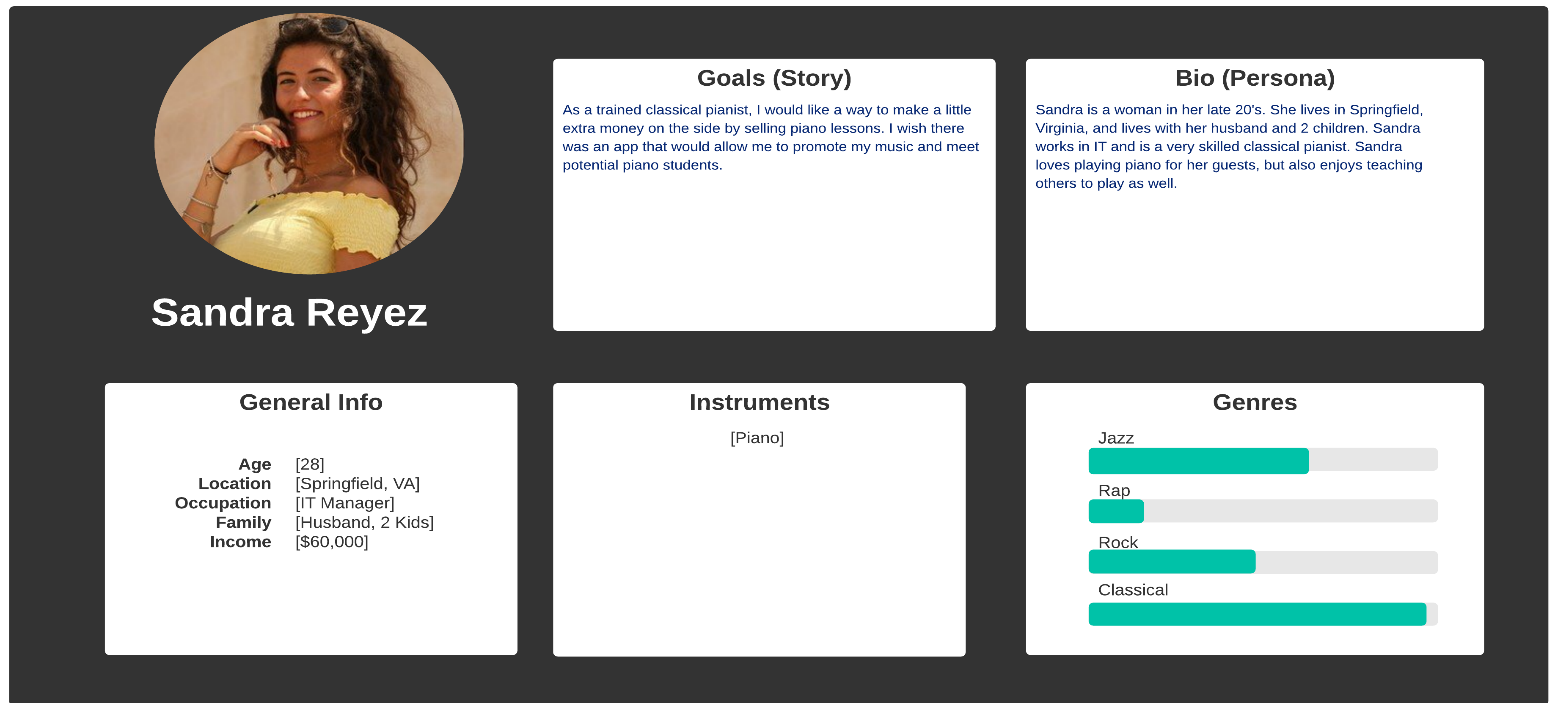 Goals (Story)
As a trained classical pianist, I would like a way to make a little
extra money on the side by selling piano lessons. I wish there
was an app that would allow me to promote my music and meet
potential piano students.
Bio (Persona)
Sandra is a woman in her late 20's. She lives in Springfield,
Virginia, and lives with her husband and 2 children. Sandra
works in IT and is a very skilled classical pianist. Sandra
loves playing piano for her guests, but also enjoys teaching
others to play as well.
Sandra Reyez
General Info
Age [28]
Location [Springfield, VA]
Occupation [IT Manager]
Family [Husband, 2 Kids]
Income [$60,000]
Instruments
[Piano]
Genres
Jazz
Rap
Rock
Classical